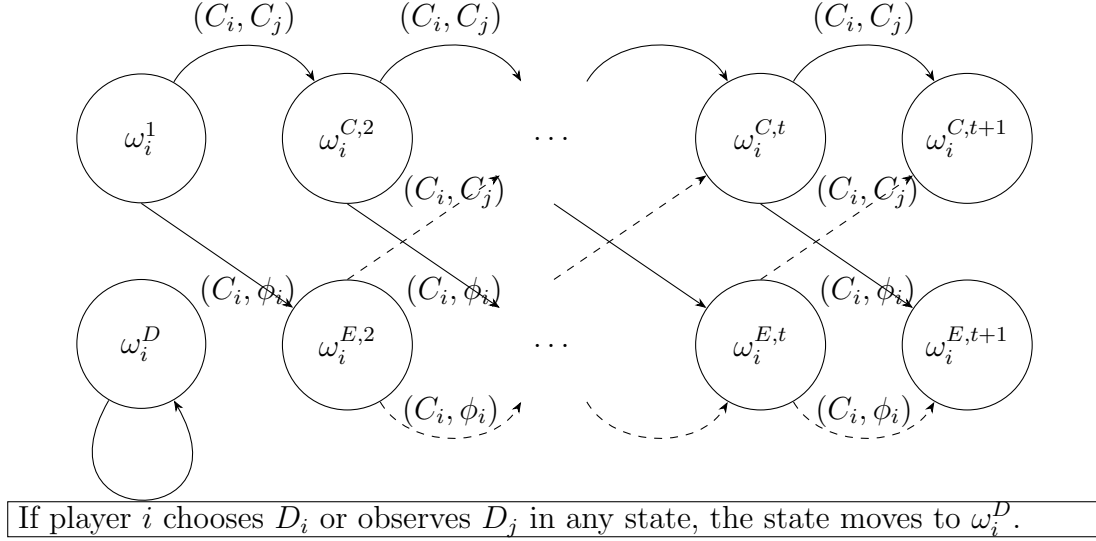 (C_i, C_j) (C_i, C_j) (C_i, C_j)
ω_i^1 ω_i^{C,2} ... ω_i^{C,t} ω_i^{C,t+1}
(C_i, C_j) (C_i, C_j)
(C_i, ϕ_i) (C_i, ϕ_i) (C_i, ϕ_i)
ω_i^D ω_i^{E,2} ... ω_i^{E,t} ω_i^{E,t+1}
(C_i, ϕ_i) (C_i, ϕ_i)
If player i chooses D_i or observes D_j in any state, the state moves to ω_i^D.